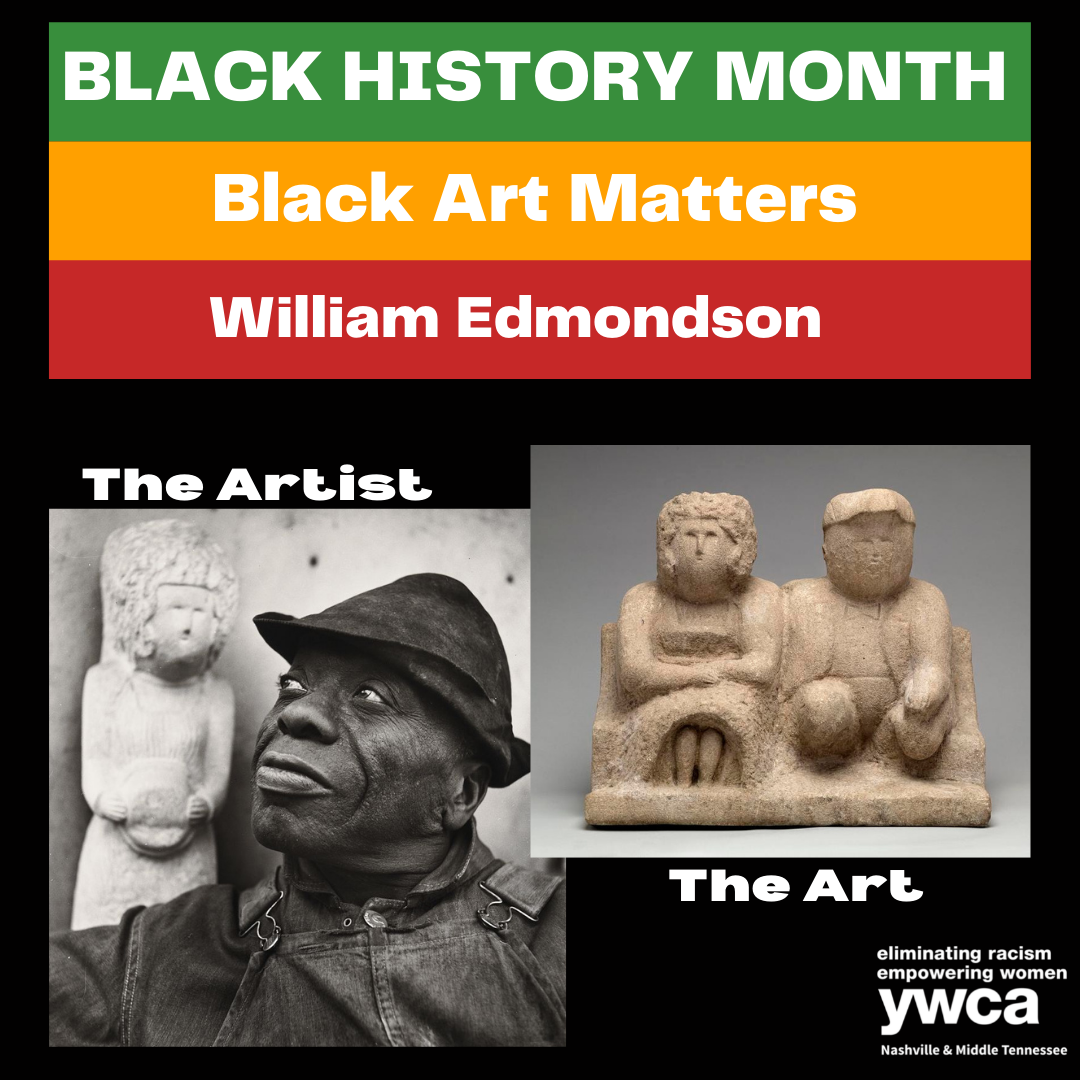 BLACK HISTORY MONTH
Black Art Matters
William Edmondson
The Artist
The Art
eliminating racism
empowering women
ywca
Nashville & Middle Tennessee